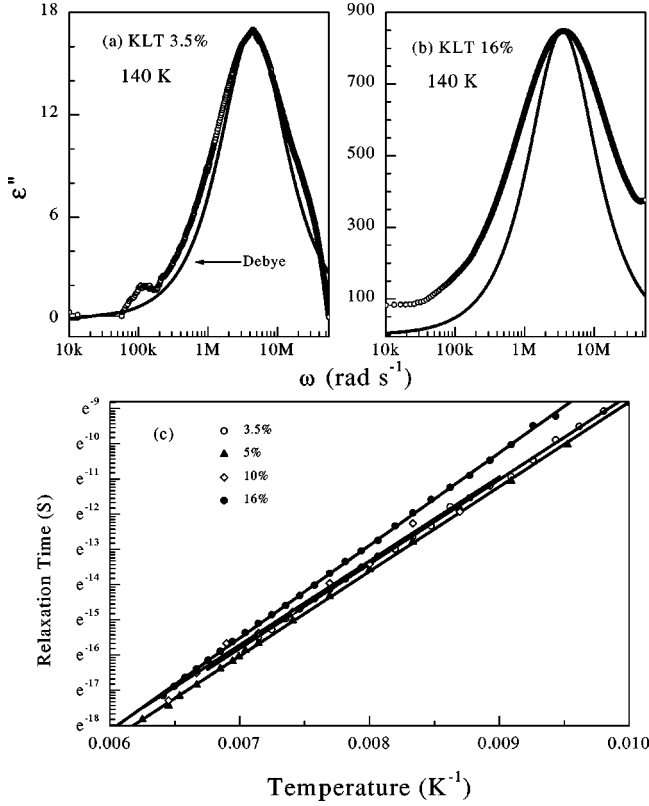 18
(a) KLT 3.5%
140 K
12
6
0
ε"
Debye
10k 100k 1M 10M
900
(b) KLT 16%
140 K
700
500
300
100
10k 100k 1M 10M
ω (rad s⁻¹)
e⁻⁹
e⁻¹⁰
e⁻¹¹
e⁻¹²
e⁻¹³
e⁻¹⁴
e⁻¹⁵
e⁻¹⁶
e⁻¹⁷
e⁻¹⁸
Relaxation Time (S)
(c)
3.5%
5%
10%
16%
0.006 0.007 0.008 0.009 0.010
Temperature (K⁻¹)